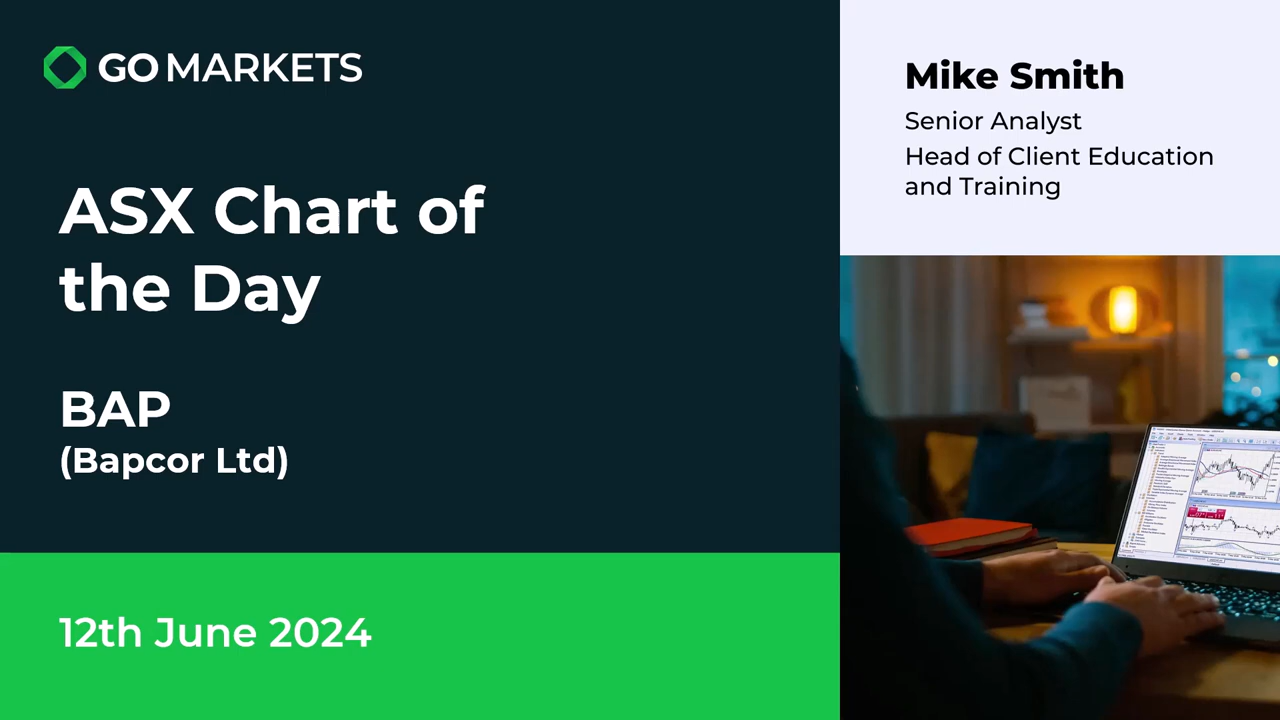 GO MARKETS
ASX Chart of
the Day
BAP
(Bapcor Ltd)
12th June 2024
Mike Smith
Senior Analyst
Head of Client Education
and Training